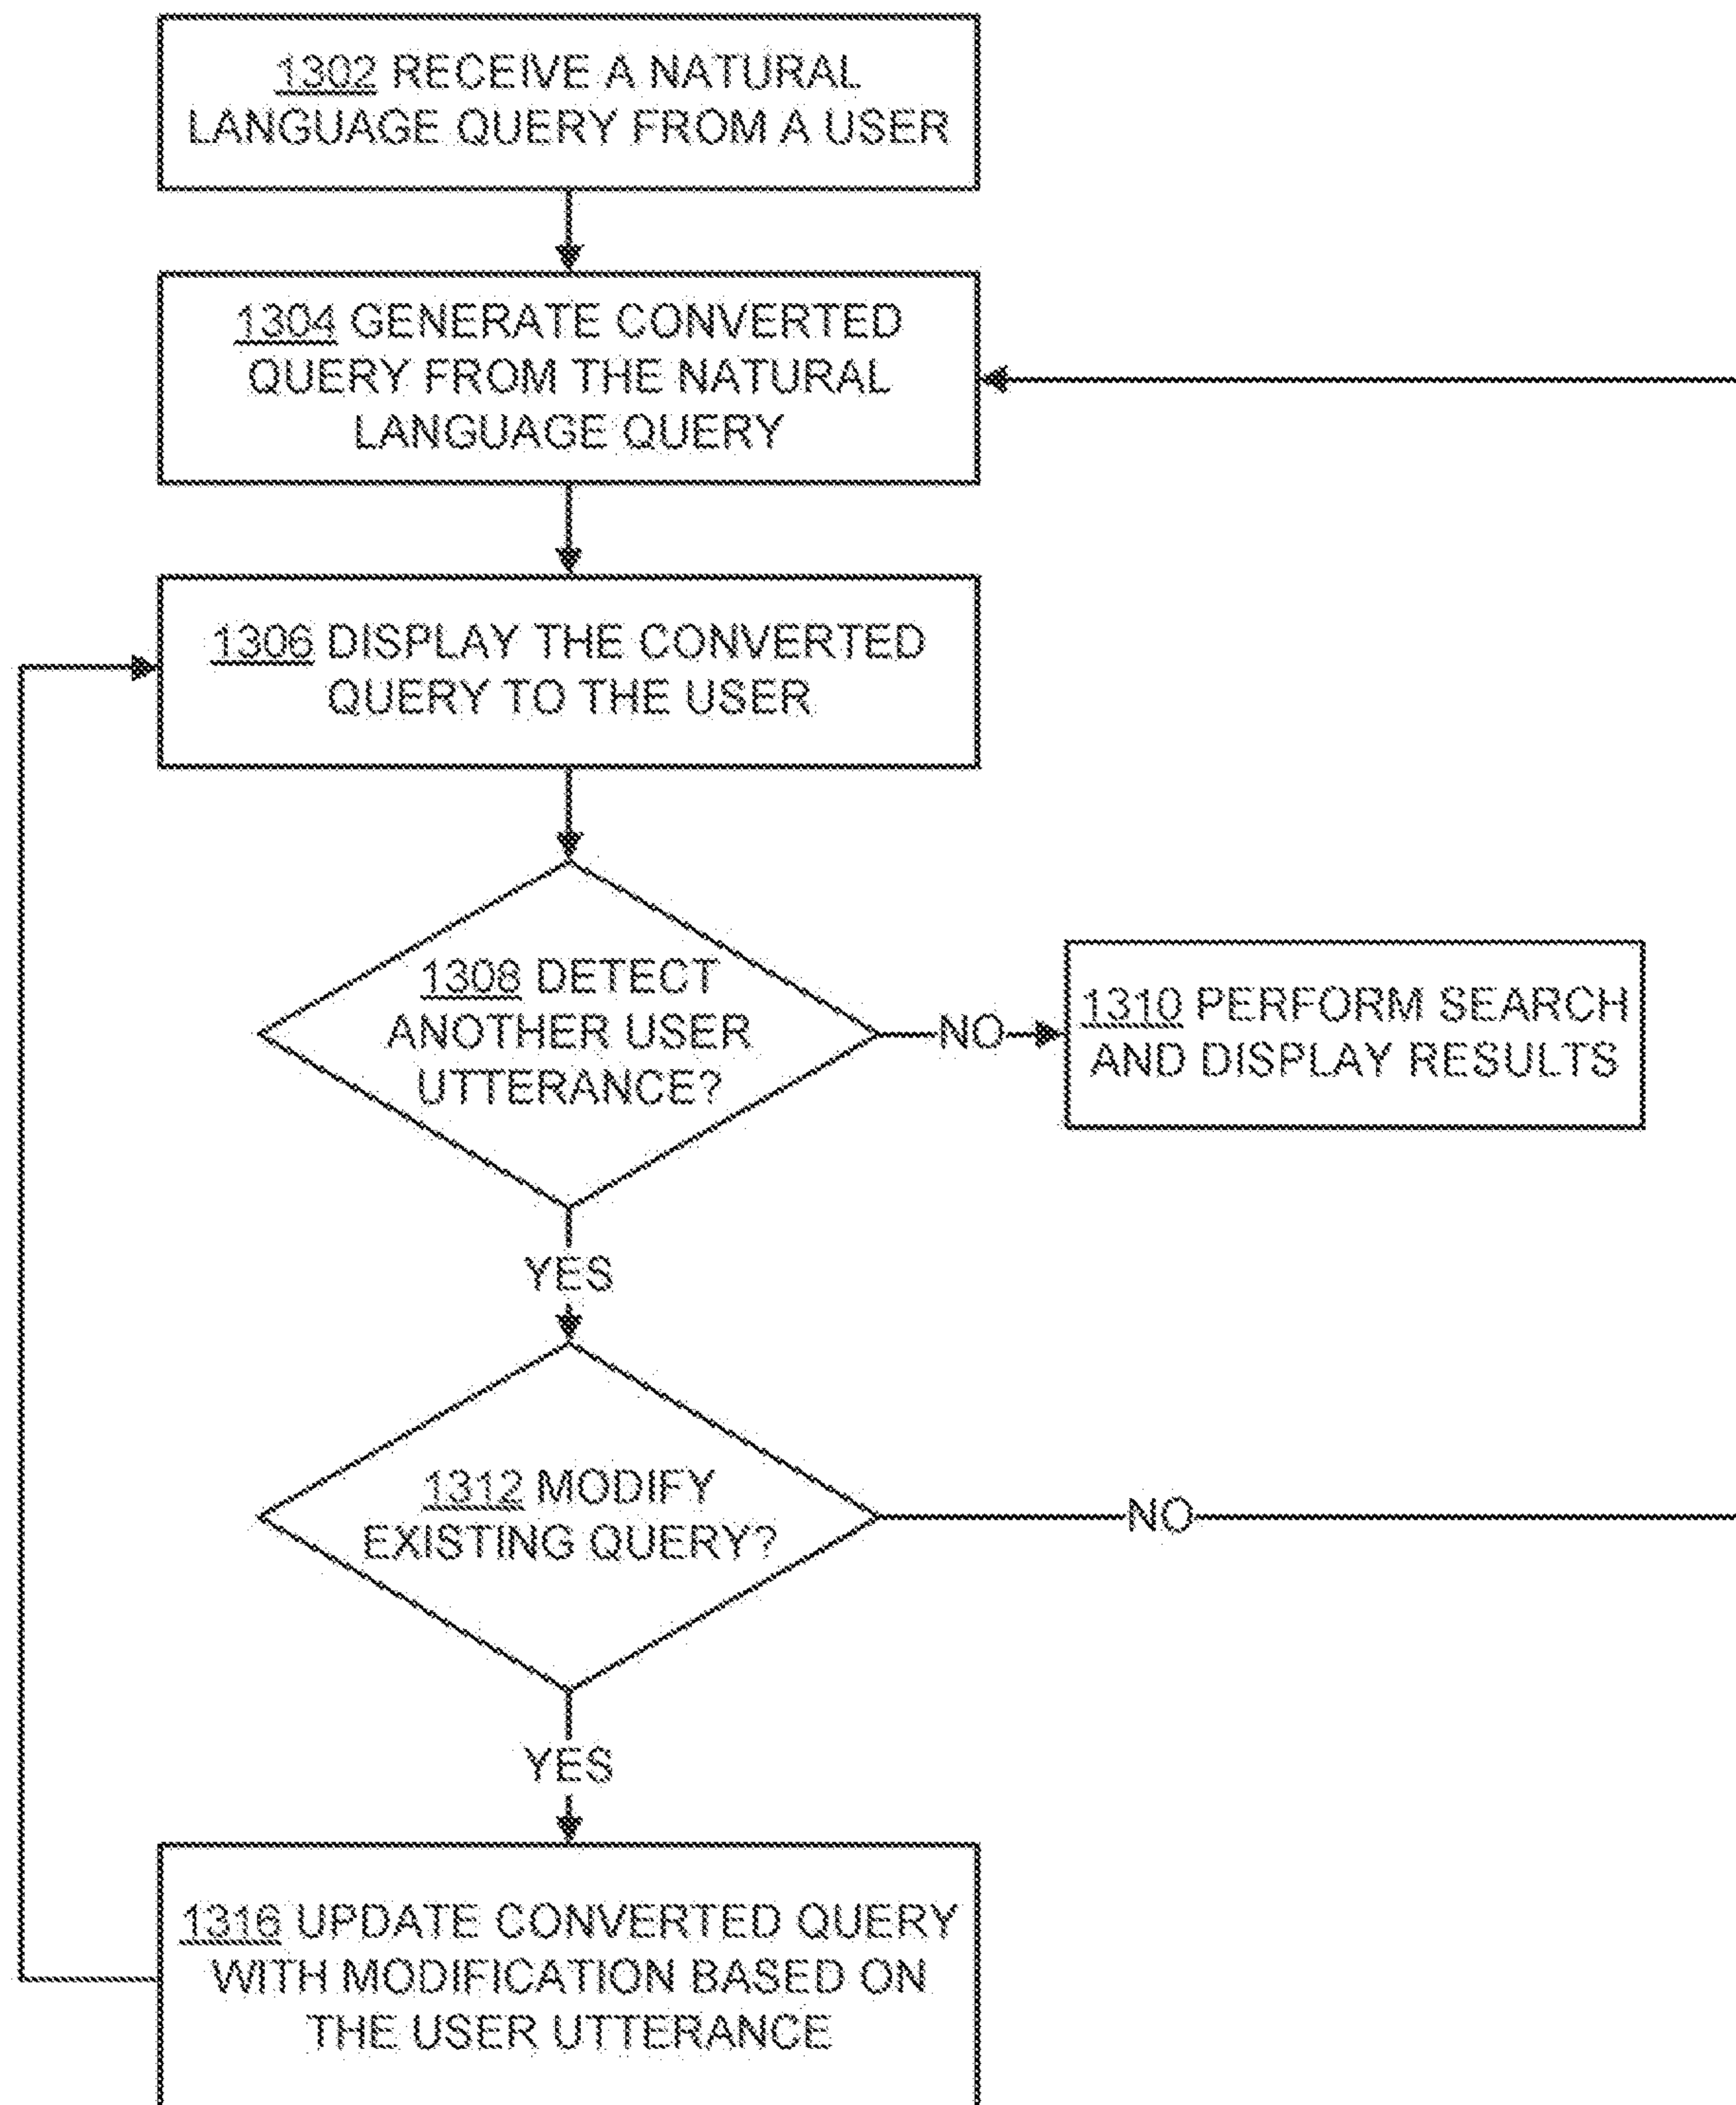 1302 RECEIVE A NATURAL
LANGUAGE QUERY FROM A USER
1304 GENERATE CONVERTED
QUERY FROM THE NATURAL
LANGUAGE QUERY
1306 DISPLAY THE CONVERTED
QUERY TO THE USER
1308 DETECT
ANOTHER USER
UTTERANCE?
NO
1310 PERFORM SEARCH
AND DISPLAY RESULTS
YES
1312 MODIFY
EXISTING QUERY?
NO
YES
1316 UPDATE CONVERTED QUERY
WITH MODIFICATION BASED ON
THE USER UTTERANCE